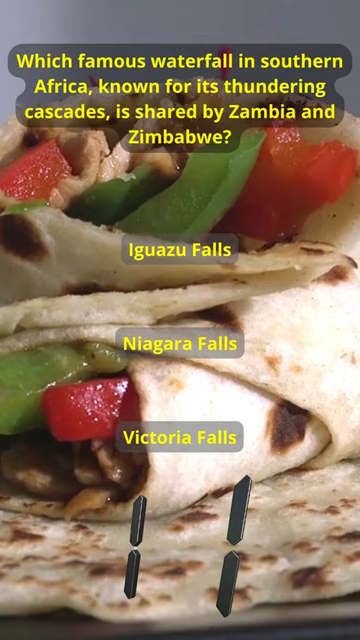 Which famous waterfall in southern
Africa, known for its thundering
cascades, is shared by Zambia and
Zimbabwe?
Iguazu Falls
Niagara Falls
Victoria Falls
11